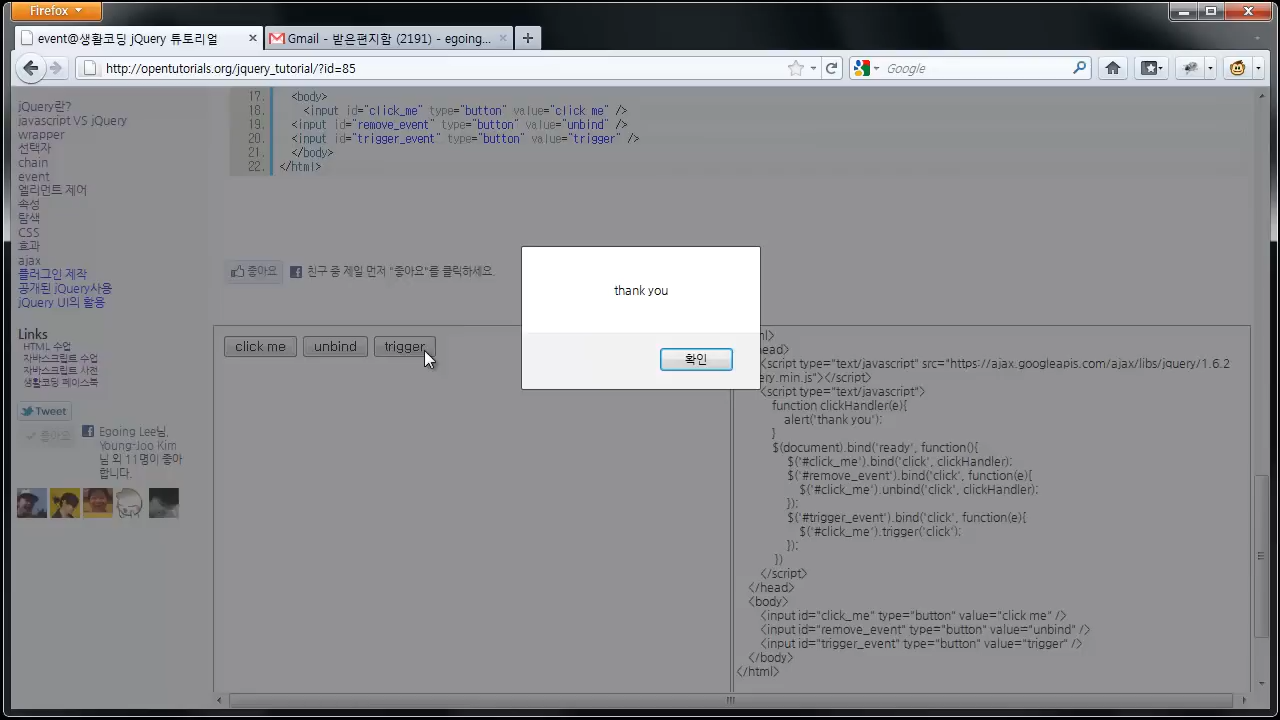 Firefox
event@생활코딩 jQuery 튜토리얼
Gmail - 받은편지함 (2191) - egoing...
http://opentutorials.org/jquery_tutorial/?id=85
Google
jQuery란?
javascript VS jQuery
wrapper
선택자
chain
event
엘리먼트 제어
속성
탐색
CSS
효과
ajax
플러그인 제작
공개된 jQuery사용
jQuery UI의 활용
Links
HTML 수업
자바스크립트 수업
자바스크립트 사전
생활코딩 페이스북
Tweet
좋아요
Egoing Lee님,
Young-Joo Kim
님 외 11명이 좋아
합니다.
17. <body>
18. <input id="click_me" type="button" value="click me" />
19. <input id="remove_event" type="button" value="unbind" />
20. <input id="trigger_event" type="button" value="trigger" />
21. </body>
22. </html>
좋아요 친구 중 제일 먼저 "좋아요"를 클릭하세요.
thank you
확인
click me unbind trigger
ml>
ead>
<script type="text/javascript" src="https://ajax.googleapis.com/ajax/libs/jquery/1.6.2
ery.min.js"></script>
<script type="text/javascript">
function clickHandler(e){
alert('thank you');
}
$(document).bind('ready', function(){
$('#click_me').bind('click', clickHandler);
$('#remove_event').bind('click', function(e){
$('#click_me').unbind('click', clickHandler);
});
$('#trigger_event').bind('click', function(e){
$('#click_me').trigger('click');
});
})
</script>
</head>
<body>
<input id="click_me" type="button" value="click me" />
<input id="remove_event" type="button" value="unbind" />
<input id="trigger_event" type="button" value="trigger" />
</body>
</html>